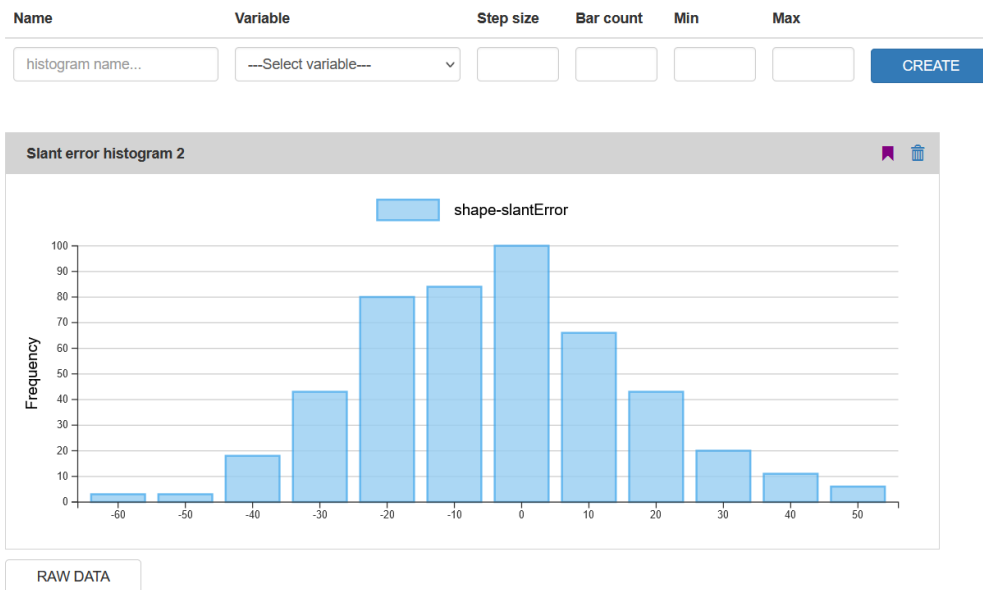 Name Variable Step size Bar count Min Max
histogram name... ---Select variable--- CREATE
Slant error histogram 2
shape-slantError
100
90
80
70
60
50
40
30
20
10
0
Frequency
-60 -50 -40 -30 -20 -10 0 10 20 30 40 50
RAW DATA